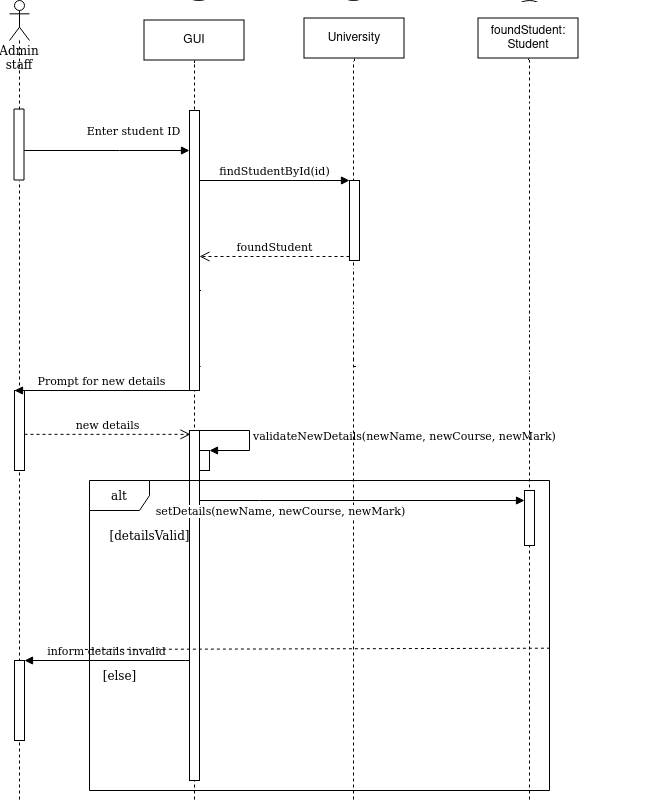 Admin
staff
GUI
University
foundStudent:
Student
Enter student ID
findStudentById(id)
foundStudent
Prompt for new details
new details
validateNewDetails(newName, newCourse, newMark)
alt
setDetails(newName, newCourse, newMark)
[detailsValid]
inform details invalid
[else]